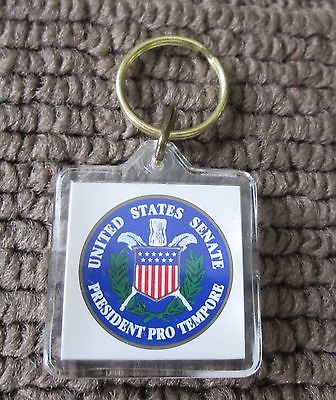 UNITED STATES SENATE
PRESIDENT PRO TEMPORE